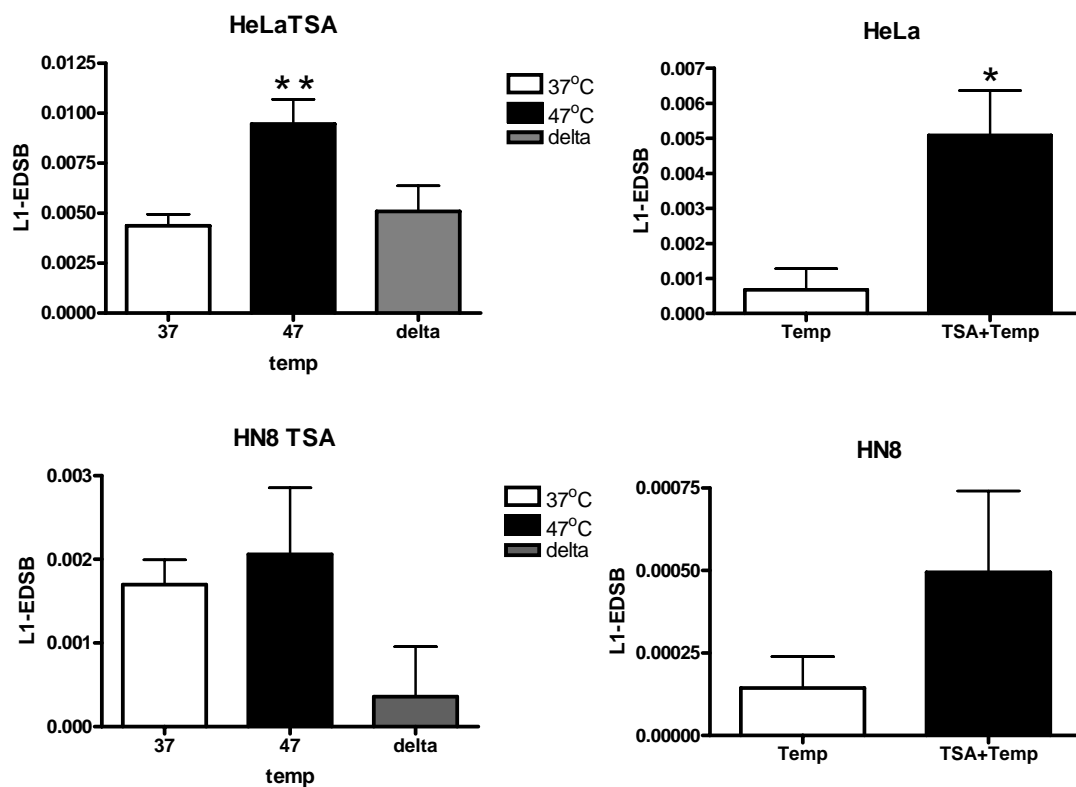 HeLaTSA
L1-EDSB
0.0125
0.0100
0.0075
0.0050
0.0025
0.0000
* *
37 47 delta
temp
37°C
47°C
delta
HeLa
L1-EDSB
0.007
0.006
0.005
0.004
0.003
0.002
0.001
0.000
*
Temp TSA+Temp
HN8 TSA
L1-EDSB
0.003
0.002
0.001
0.000
37 47 delta
temp
37°C
47°C
delta
HN8
L1-EDSB
0.00075
0.00050
0.00025
0.00000
Temp TSA+Temp